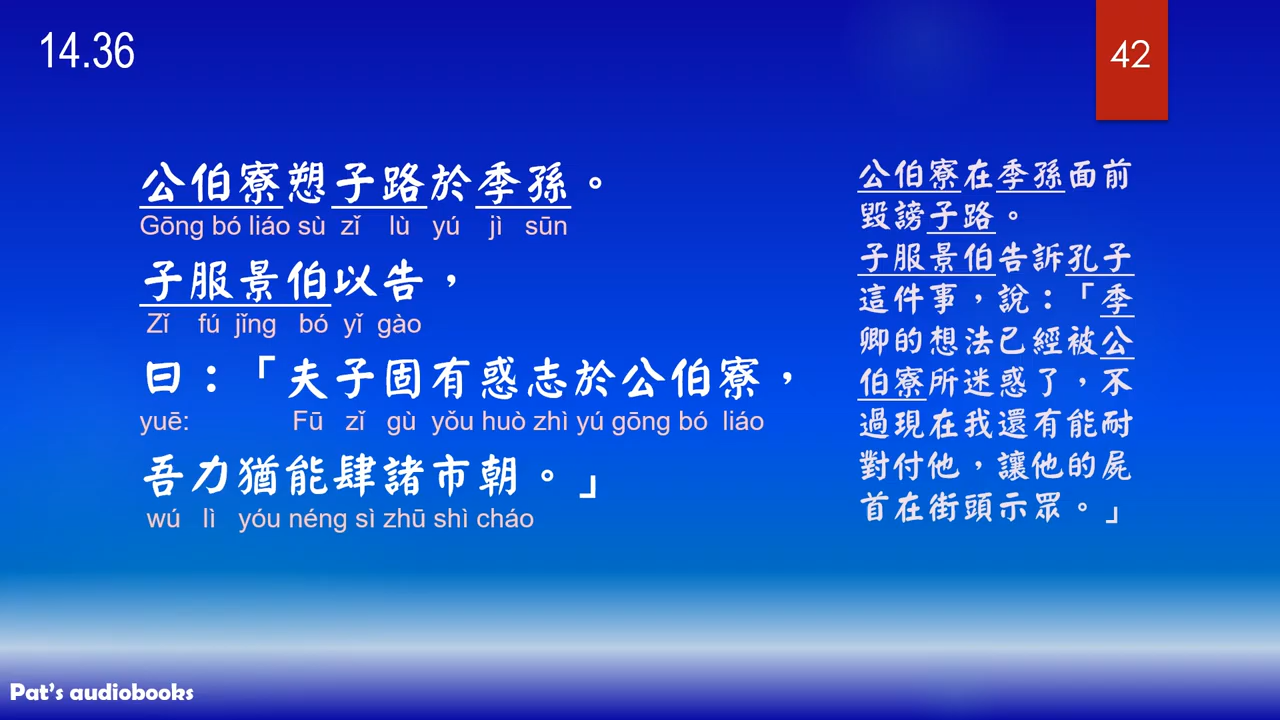 14.36
42
公伯寮愬子路於季孫。
Gōng bó liáo sù zǐ lù yú jì sūn
子服景伯以告，
Zǐ fú jǐng bó yǐ gào
曰：「夫子固有惑志於公伯寮，
yuē: Fū zǐ gù yǒu huò zhì yú gōng bó liáo
吾力猶能肆諸市朝。」
wú lì yóu néng sì zhū shì cháo
公伯寮在季孫面前
毀謗子路。
子服景伯告訴孔子
這件事，說：「季
卿的想法已經被公
伯寮所迷惑了，不
過現在我還有能耐
對付他，讓他的屍
首在街頭示眾。」
Pat's audiobooks